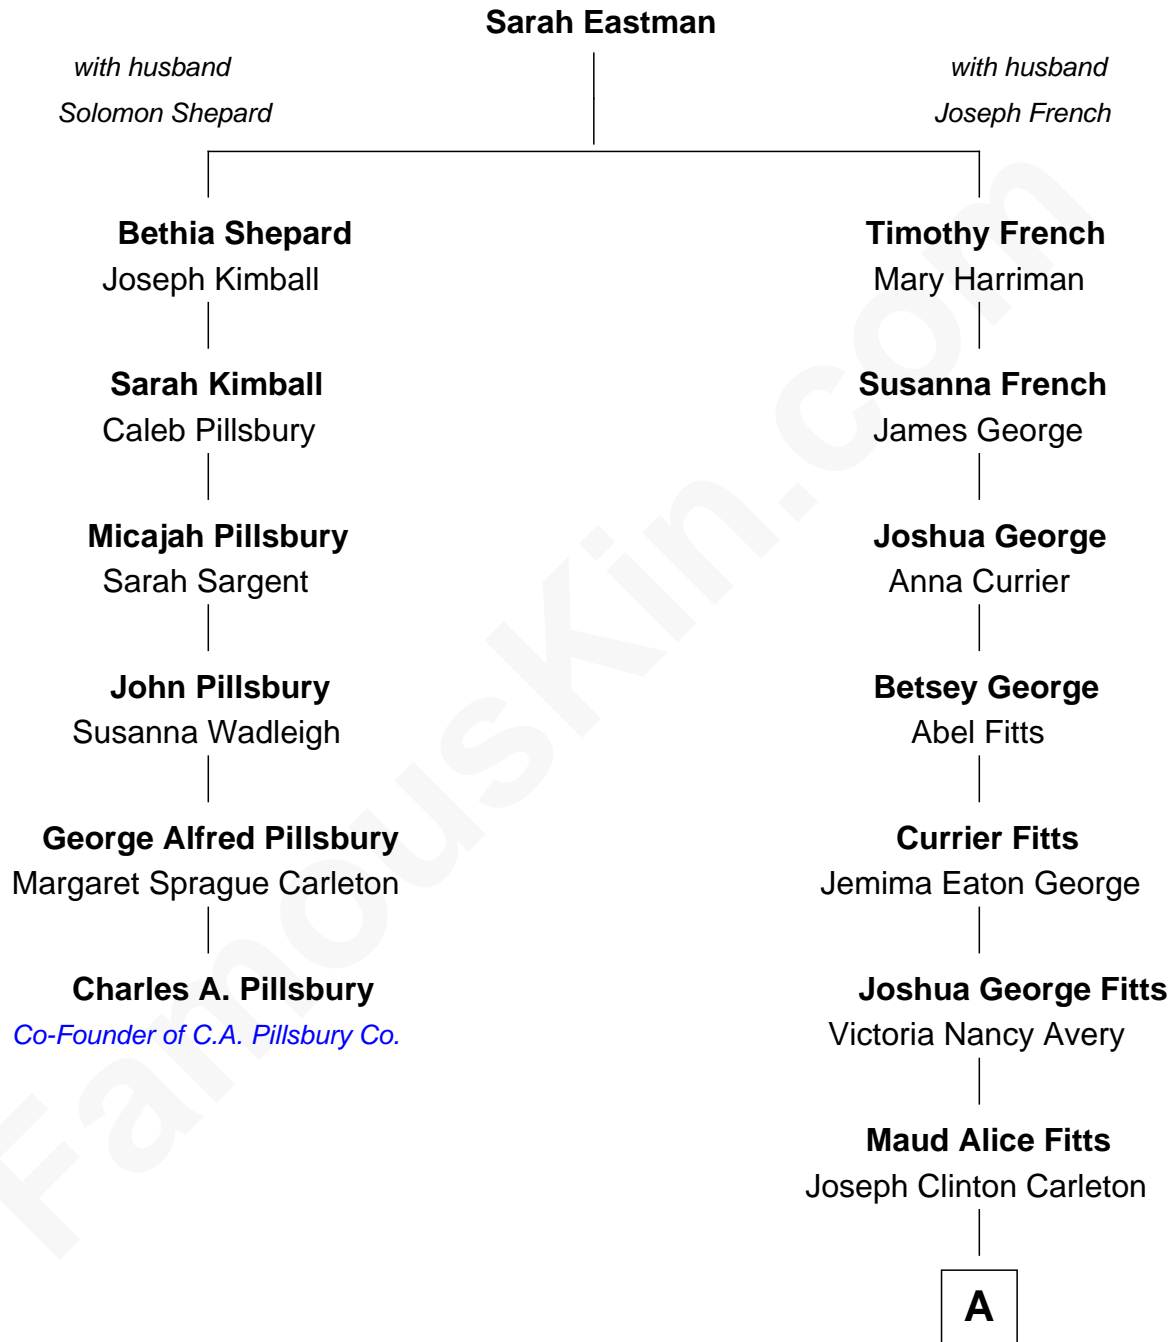 Sarah Eastman
with husband
Solomon Shepard
with husband
Joseph French
Bethia Shepard
Joseph Kimball
Sarah Kimball
Caleb Pillsbury
Micajah Pillsbury
Sarah Sargent
John Pillsbury
Susanna Wadleigh
George Alfred Pillsbury
Margaret Sprague Carleton
Charles A. Pillsbury
Co-Founder of C.A. Pillsbury Co.
Timothy French
Mary Harriman
Susanna French
James George
Joshua George
Anna Currier
Betsey George
Abel Fitts
Currier Fitts
Jemima Eaton George
Joshua George Fitts
Victoria Nancy Avery
Maud Alice Fitts
Joseph Clinton Carleton
A
FamousKin.com